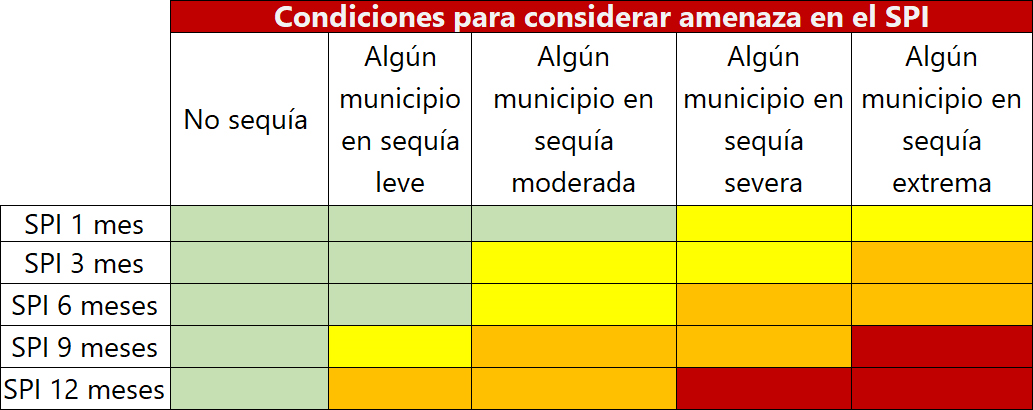 Condiciones para considerar amenaza en el SPI
No sequía
Algún
municipio
en sequía
leve
Algún
municipio en
sequía
moderada
Algún
municipio en
sequía
severa
Algún
municipio en
sequía
extrema
SPI 1 mes
SPI 3 mes
SPI 6 meses
SPI 9 meses
SPI 12 meses